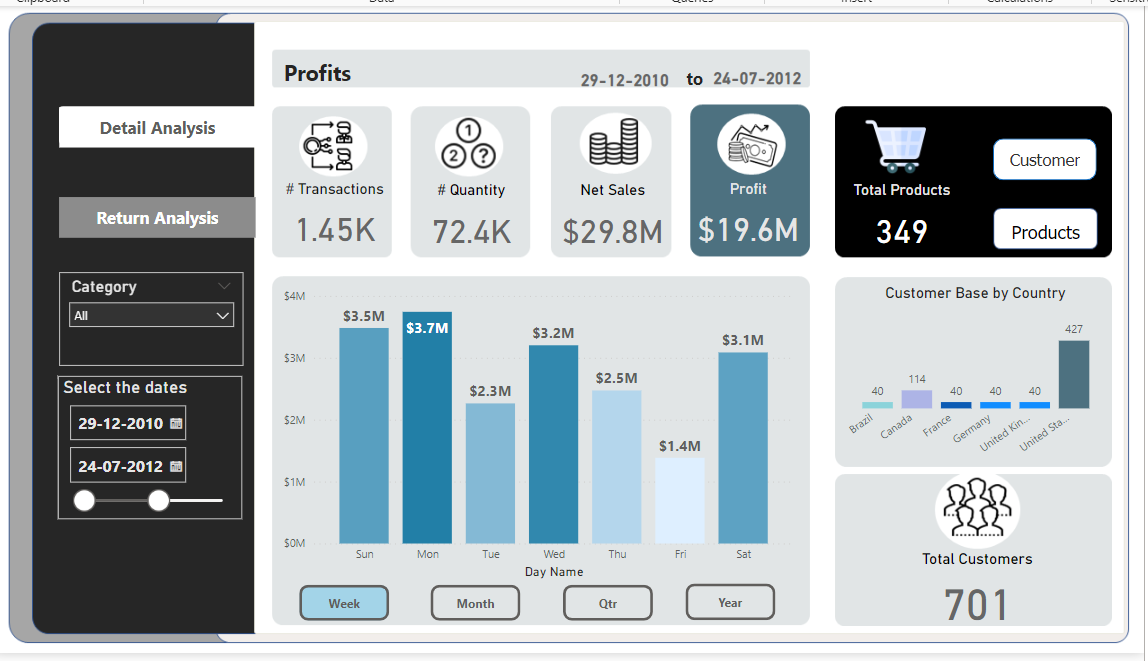 Clipboard Data Queries Insert Calculations
Profits
29-12-2010 to 24-07-2012
Detail Analysis
Return Analysis
Category
All
Select the dates
29-12-2010
24-07-2012
# Transactions
1.45K
1
2 ?
# Quantity
72.4K
Net Sales
$29.8M
Profit
$19.6M
Total Products
349
Customer
Products
$4M
$3M
$2M
$1M
$0M
$3.5M
$3.7M
$2.3M
$3.2M
$2.5M
$1.4M
$3.1M
Sun Mon Tue Wed Thu Fri Sat
Day Name
Week Month Qtr Year
Customer Base by Country
40 114 40 40 40 427
Brazil Canada France Germany United Kin... United Sta...
Total Customers
701